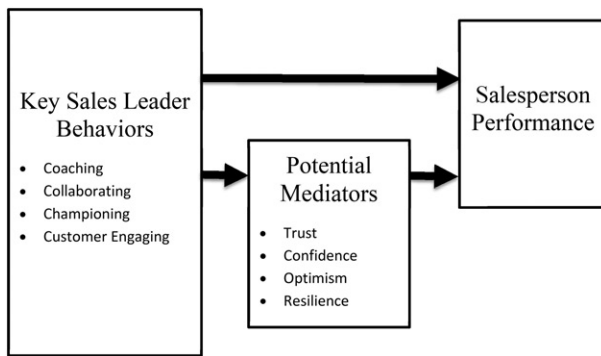 Key Sales Leader
Behaviors
• Coaching
• Collaborating
• Championing
• Customer Engaging
Potential
Mediators
• Trust
• Confidence
• Optimism
• Resilience
Salesperson
Performance